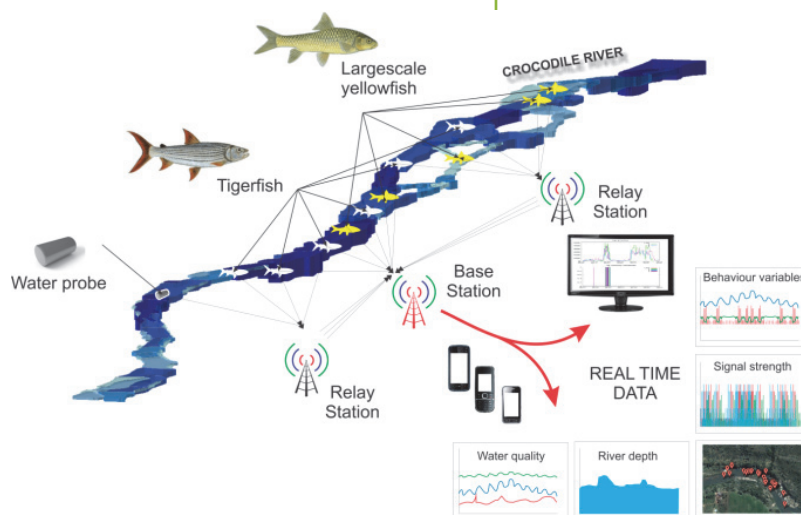 CROCODILE RIVER
Largescale
yellowfish
Tigerfish
Relay
Station
Water probe
Base
Station
Behaviour variables
Relay
Station
REAL TIME
DATA
Signal strength
Water quality
River depth